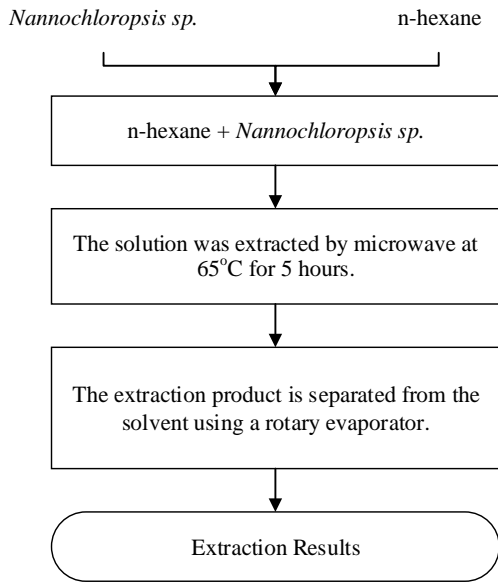 Nannochloropsis sp.
n-hexane
n-hexane + Nannochloropsis sp.
The solution was extracted by microwave at
65°C for 5 hours.
The extraction product is separated from the
solvent using a rotary evaporator.
Extraction Results